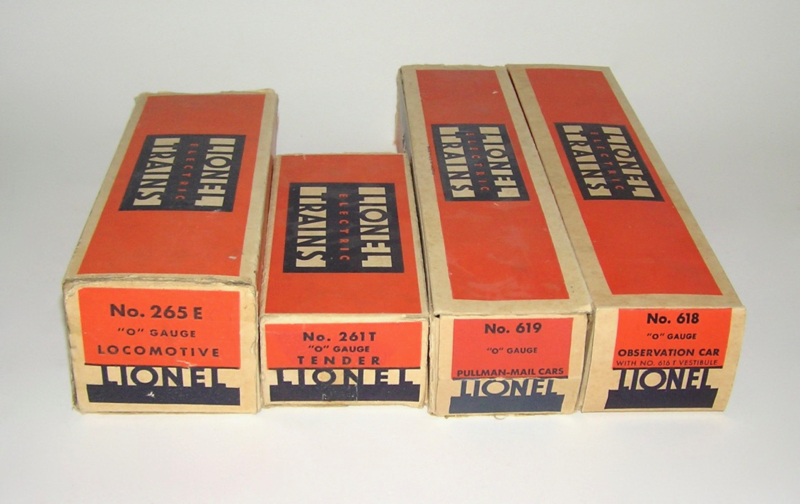 LIONEL
ELECTRIC
TRAINS
No. 265 E
"O" GAUGE
LOCOMOTIVE
LIONEL
LIONEL
ELECTRIC
TRAINS
No. 261T
"O" GAUGE
TENDER
LIONEL
LIONEL
ELECTRIC
TRAINS
No. 619
"O" GAUGE
PULLMAN-MAIL CARS
LIONEL
LIONEL
ELECTRIC
TRAINS
No. 618
"O" GAUGE
OBSERVATION CAR
WITH NO. 616 T VESTIBULE
LIONEL